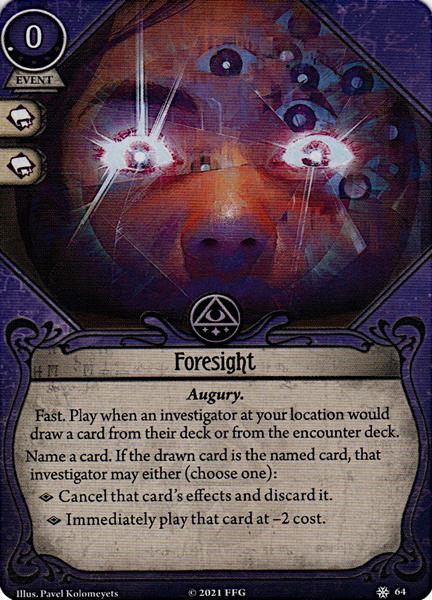 0
EVENT
Foresight
Augury.
Fast. Play when an investigator at your location would
draw a card from their deck or from the encounter deck.
Name a card. If the drawn card is the named card, that
investigator may either (choose one):
Cancel that card's effects and discard it.
Immediately play that card at –2 cost.
Illus. Pavel Kolomeyets
© 2021 FFG
64